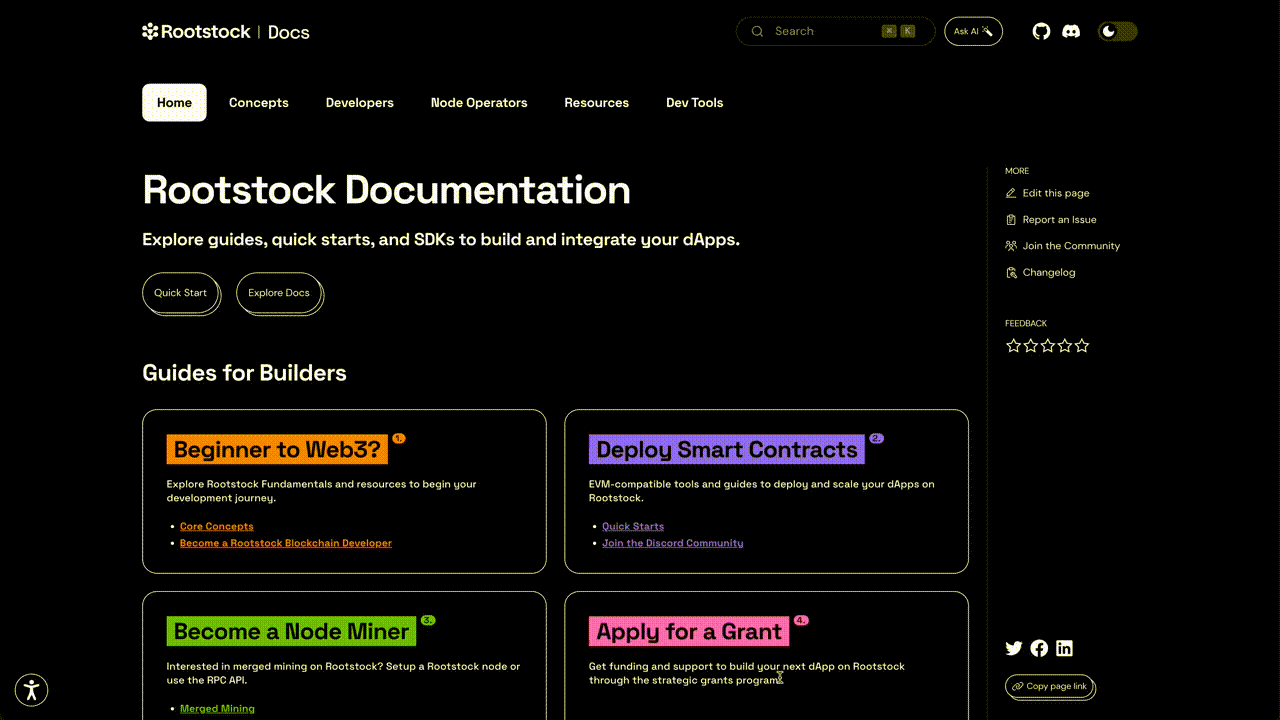 Rootstock | Docs
Search ⌘ K
Ask AI
Home Concepts Developers Node Operators Resources Dev Tools
Rootstock Documentation
Explore guides, quick starts, and SDKs to build and integrate your dApps.
Quick Start Explore Docs
Guides for Builders
Beginner to Web3? 1.
Explore Rootstock Fundamentals and resources to begin your
development journey.
Core Concepts
Become a Rootstock Blockchain Developer
Deploy Smart Contracts 2.
EVM-compatible tools and guides to deploy and scale your dApps on
Rootstock.
Quick Starts
Join the Discord Community
Become a Node Miner 3.
Interested in merged mining on Rootstock? Setup a Rootstock node or
use the RPC API.
Merged Mining
Apply for a Grant 4.
Get funding and support to build your next dApp on Rootstock
through the strategic grants program.
MORE
Edit this page
Report an Issue
Join the Community
Changelog
FEEDBACK
Copy page link